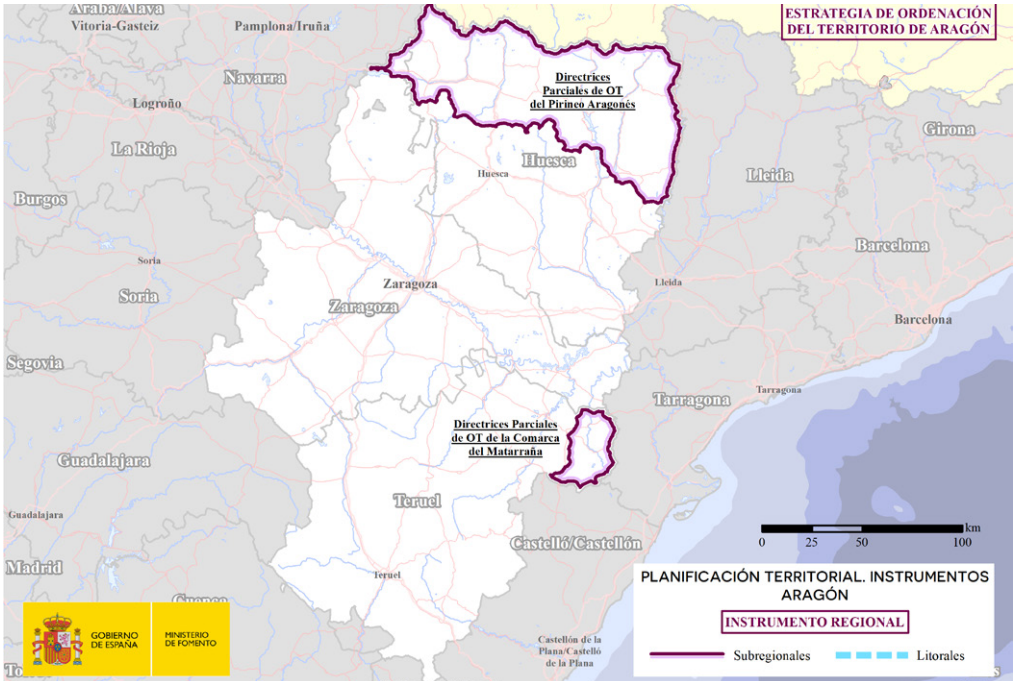 Araba/Álava
Vitoria-Gasteiz
Pamplona/Iruña
ESTRATEGIA DE ORDENACIÓN
DEL TERRITORIO DE ARAGÓN
Navarra
Directrices
Parciales de OT
del Pirineo Aragonés
Logroño
La Rioja
Girona
Huesca
Huesca
Lleida
Burgos
Barcelona
Soria
Soria
Zaragoza
Zaragoza
Lleida
Barcelona
Segovia
Tarragona
Tarragona
Directrices Parciales
de OT de la Comarca
del Matarraña
Guadalajara
Teruel
Guadalajara
Castelló/Castellón
km
0 25 50 100
Madrid
Teruel
Cuenca
PLANIFICACIÓN TERRITORIAL. INSTRUMENTOS
ARAGÓN
INSTRUMENTO REGIONAL
Subregionales
Litorales
GOBIERNO
DE ESPAÑA
MINISTERIO
DE FOMENTO
Castellón de la
Plana/Castelló
de la Plana